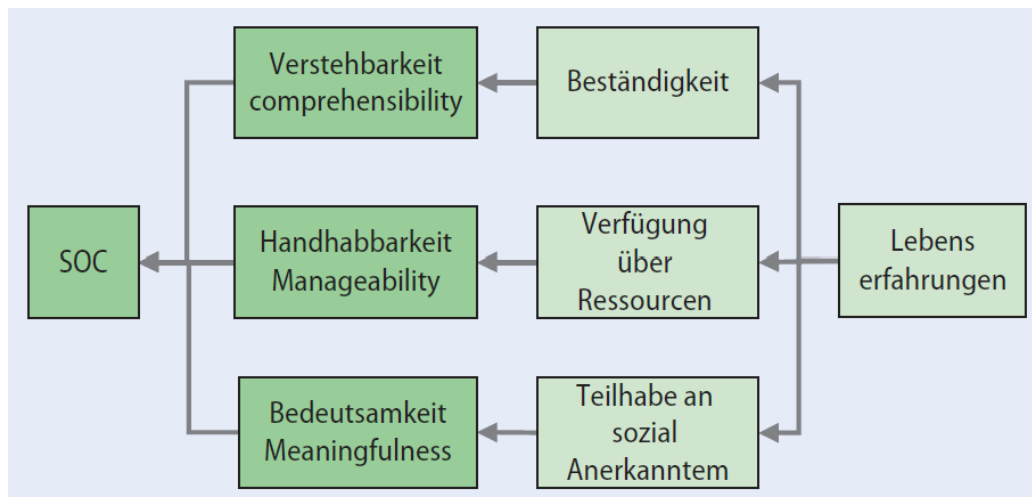 Verstehbarkeit
comprehensibility
Beständigkeit
SOC
Handhabbarkeit
Manageability
Verfügung
über
Ressourcen
Lebens
erfahrungen
Bedeutsamkeit
Meaningfulness
Teilhabe an
sozial
Anerkanntem